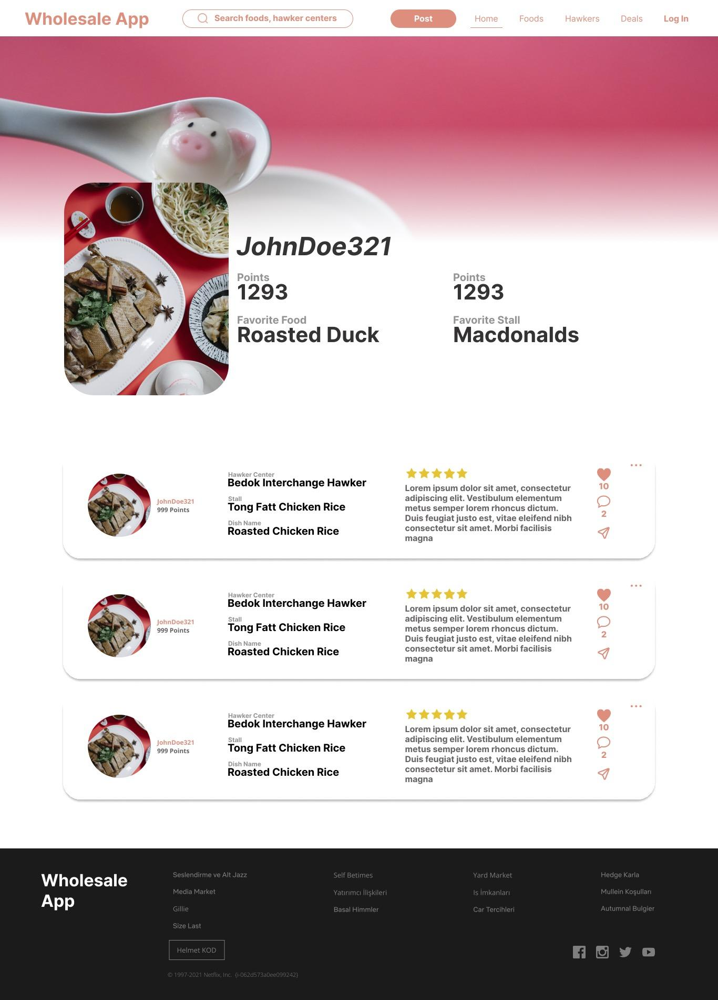 Wholesale App
Search foods, hawker centers
Post
Home
Foods
Hawkers
Deals
Log In
JohnDoe321
Points
1293
Points
1293
Favorite Food
Roasted Duck
Favorite Stall
Macdonalds
JohnDoe321
999 Points
Hawker Center
Bedok Interchange Hawker
Stall
Tong Fatt Chicken Rice
Dish Name
Roasted Chicken Rice
Lorem ipsum dolor sit amet, consectetur
adipiscing elit. Vestibulum elementum
metus semper lorem rhoncus dictum.
Duis feugiat justo est, vitae eleifend nibh
consectetur sit amet. Morbi facilisis
magna
10
2
JohnDoe321
999 Points
Hawker Center
Bedok Interchange Hawker
Stall
Tong Fatt Chicken Rice
Dish Name
Roasted Chicken Rice
Lorem ipsum dolor sit amet, consectetur
adipiscing elit. Vestibulum elementum
metus semper lorem rhoncus dictum.
Duis feugiat justo est, vitae eleifend nibh
consectetur sit amet. Morbi facilisis
magna
10
2
JohnDoe321
999 Points
Hawker Center
Bedok Interchange Hawker
Stall
Tong Fatt Chicken Rice
Dish Name
Roasted Chicken Rice
Lorem ipsum dolor sit amet, consectetur
adipiscing elit. Vestibulum elementum
metus semper lorem rhoncus dictum.
Duis feugiat justo est, vitae eleifend nibh
consectetur sit amet. Morbi facilisis
magna
10
2
Wholesale
App
Seslendirme ve Alt Jazz
Media Market
Gillie
Size Last
Helmet KOD
Self Betimes
Yatırımcı İlişkileri
Basal Himmler
Yard Market
Is İmkanları
Car Tercihleri
Hedge Karla
Mullein Koşulları
Autumnal Bulgier
© 1997-2021 Netflix, Inc. {i-062d573a0ee099242}